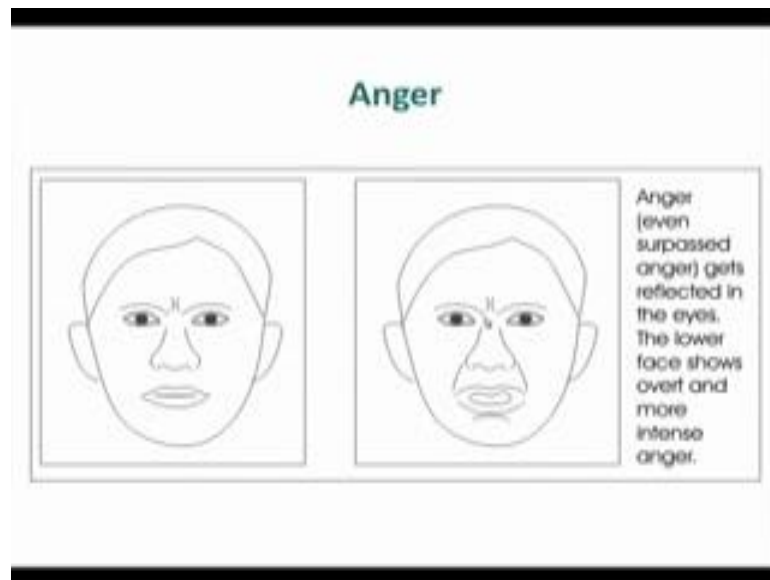 Anger
Anger
(even
surpassed
anger) gets
reflected in
the eyes.
The lower
face shows
overt and
more
intense
anger.